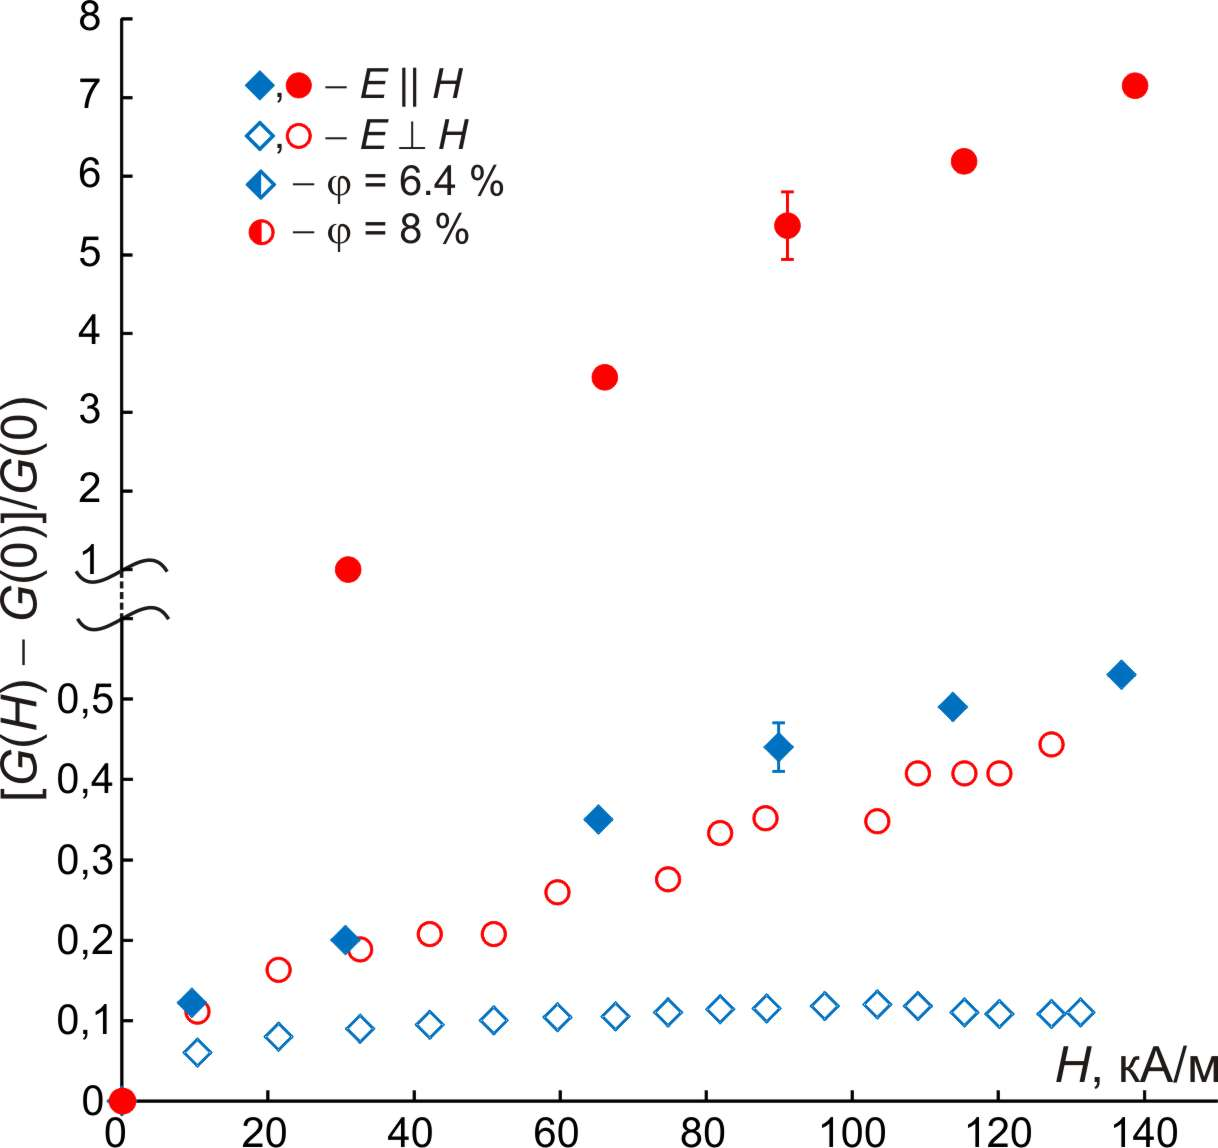 8
7
6
5
4
3
2
1
0,5
0,4
0,3
0,2
0,1
0
[G(H) – G(0)]/G(0)
, – E || H
, – E ⊥ H
– φ = 6.4 %
– φ = 8 %
H, кА/м
0 20 40 60 80 100 120 140